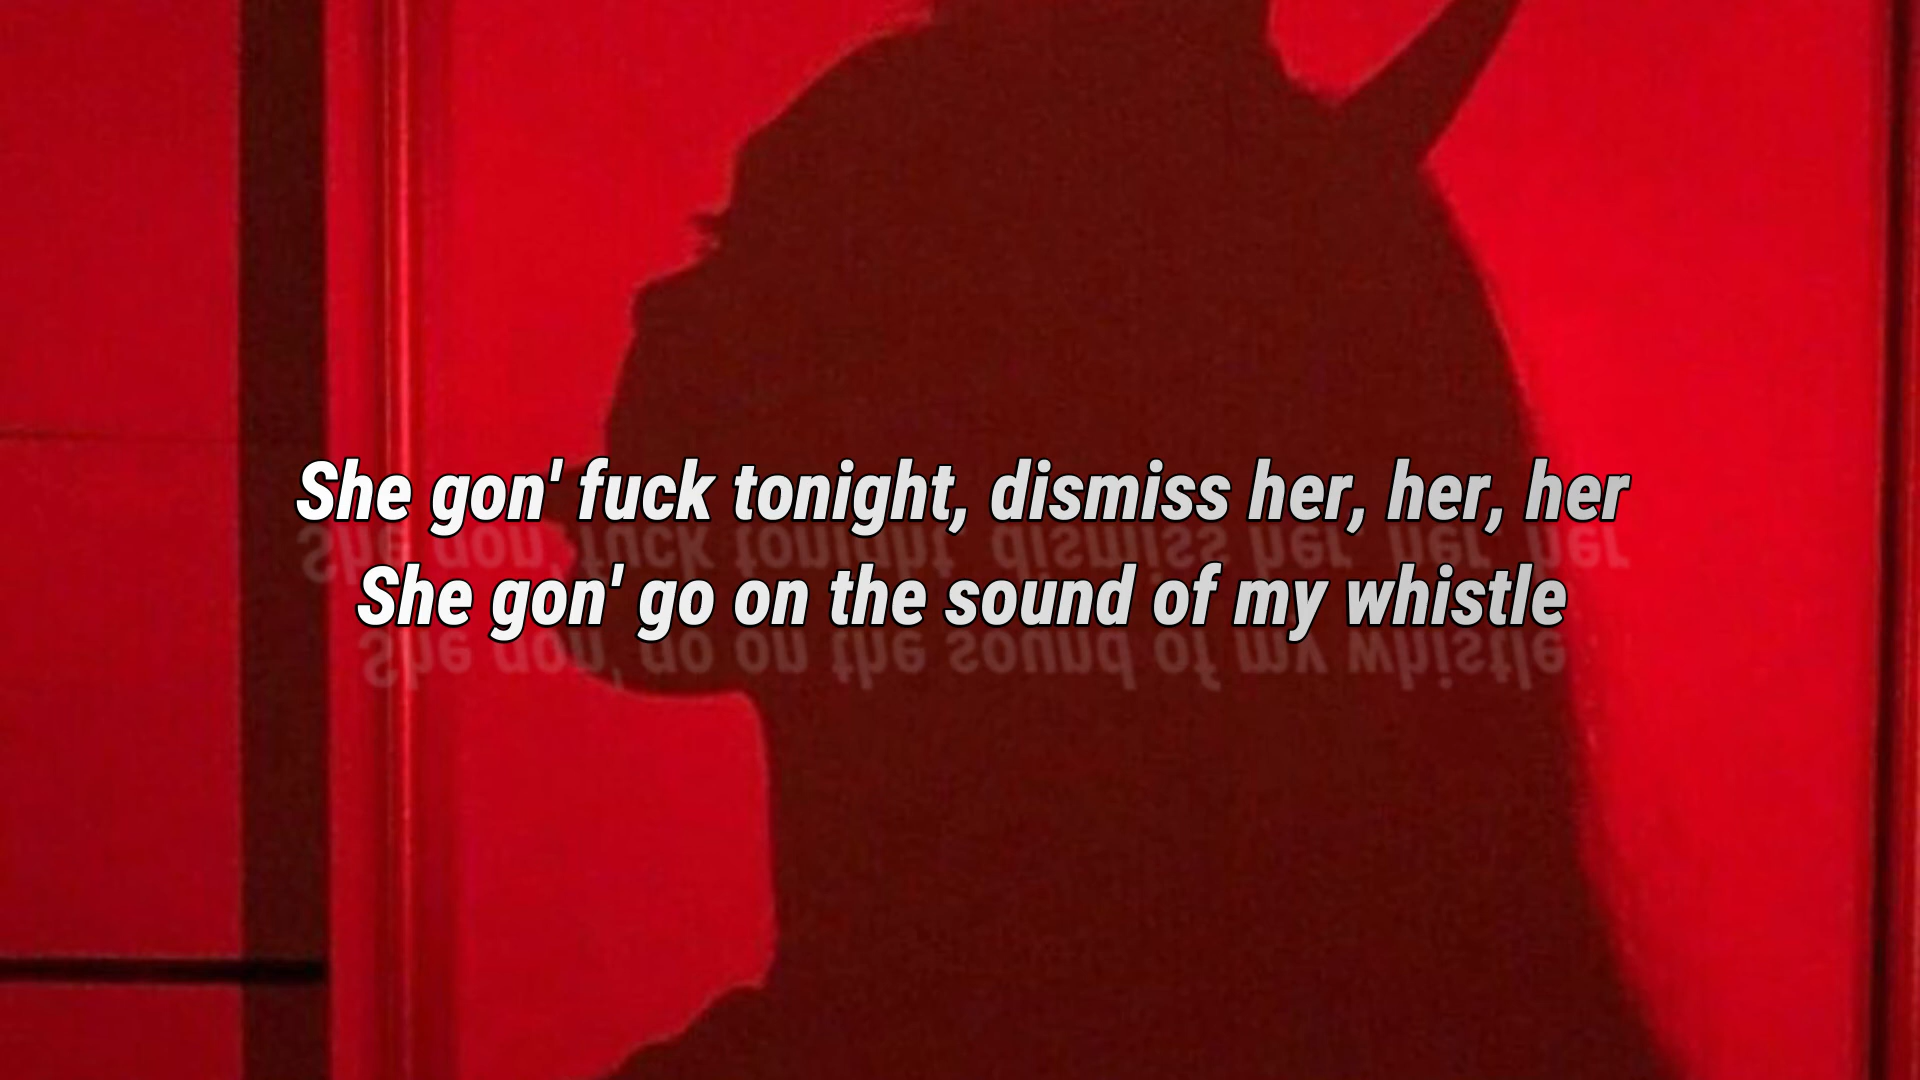 She gon' fuck tonight, dismiss her, her, her
She gon' go on the sound of my whistle